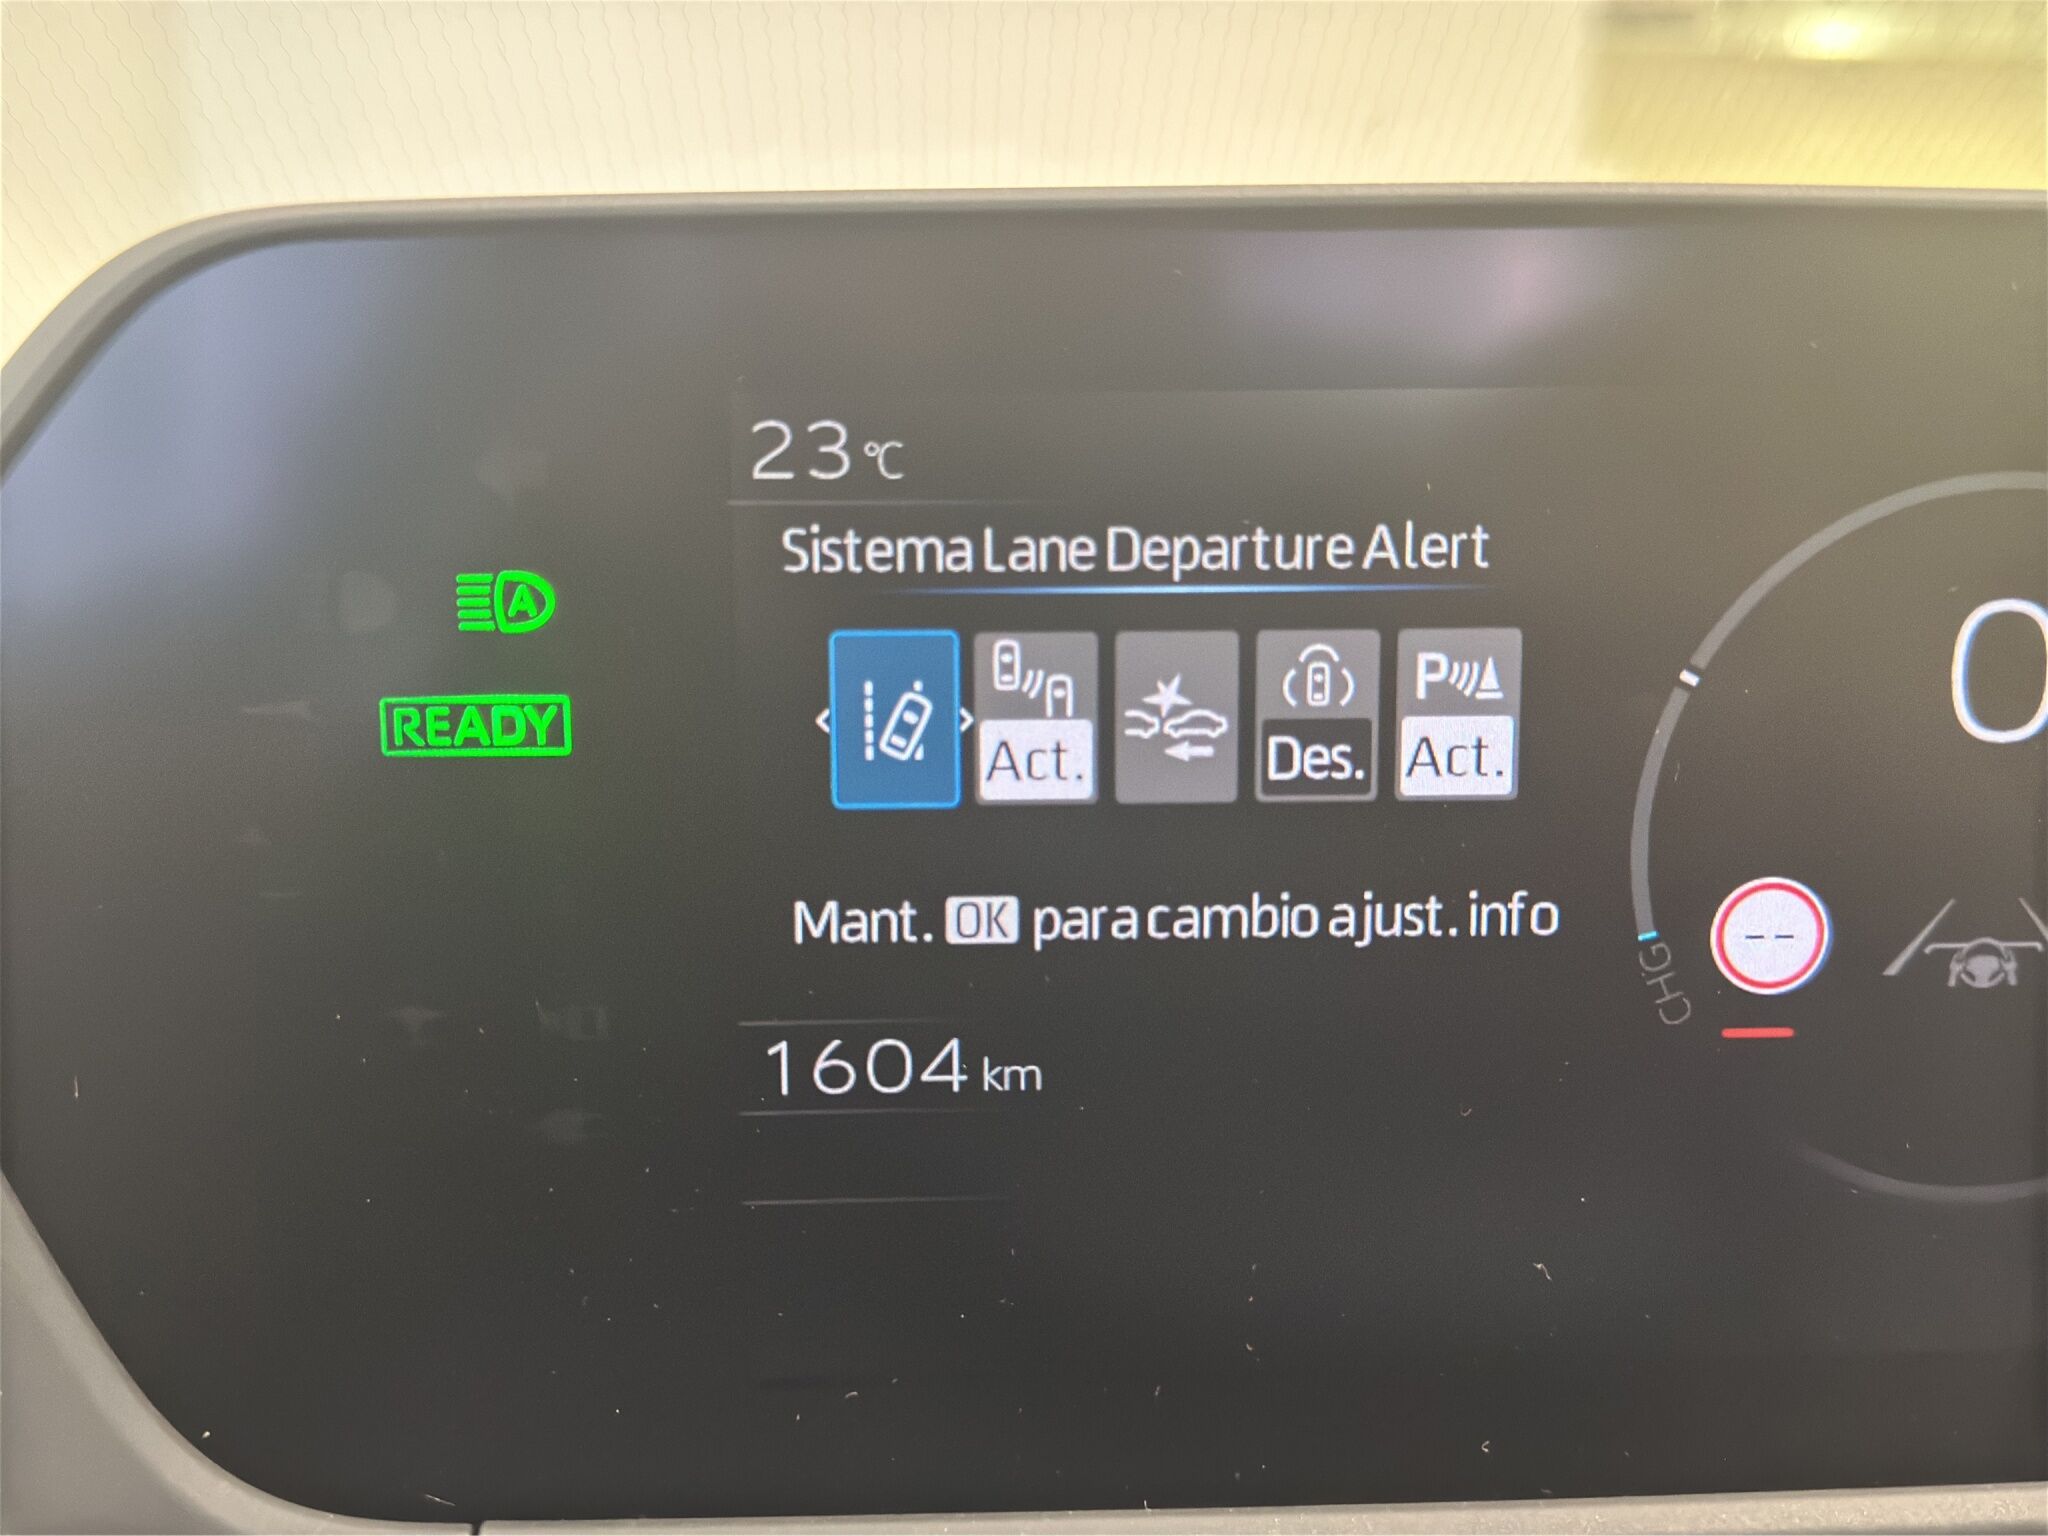 23°C
Sistema Lane Departure Alert
A
READY
Act.
Des.
P
Act.
0
Mant. OK para cambio ajust. info
--
CHG
1604 km